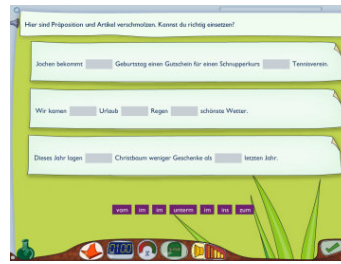 Hier sind Präposition und Artikel verschmolzen. Kannst du richtig einsetzen?
Jochen bekommt Geburtstag einen Gutschein für einen Schnupperkurs Tennisverein.
Wir kamen Urlaub Regen schönste Wetter.
Dieses Jahr lagen Christbaum weniger Geschenke als letzten Jahr.
vom im im unterm im ins zum
0100